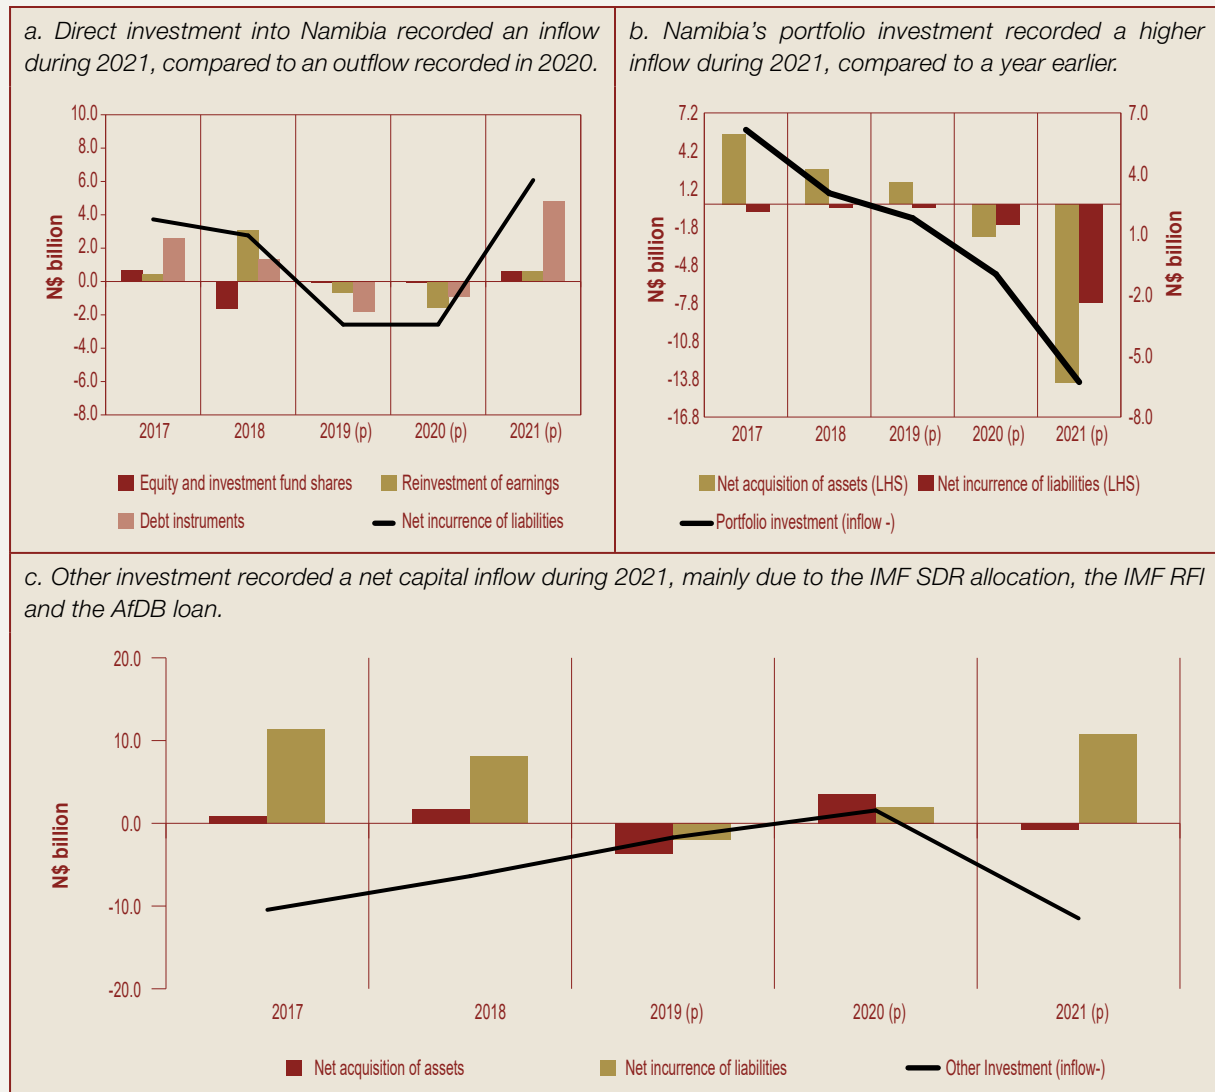 a. Direct investment into Namibia recorded an inflow
during 2021, compared to an outflow recorded in 2020.
N$ billion
10.0
8.0
6.0
4.0
2.0
0.0
-2.0
-4.0
-6.0
-8.0
2017 2018 2019 (p) 2020 (p) 2021 (p)
Equity and investment fund shares Reinvestment of earnings
Debt instruments Net incurrence of liabilities
b. Namibia's portfolio investment recorded a higher
inflow during 2021, compared to a year earlier.
N$ billion
7.2
4.2
1.2
-1.8
-4.8
-7.8
-10.8
-13.8
-16.8
7.0
4.0
1.0
-2.0
-5.0
-8.0
N$ billion
2017 2018 2019 (p) 2020 (p) 2021 (p)
Net acquisition of assets (LHS) Net incurrence of liabilities (LHS)
Portfolio investment (inflow -)
c. Other investment recorded a net capital inflow during 2021, mainly due to the IMF SDR allocation, the IMF RFI
and the AfDB loan.
N$ billion
20.0
10.0
0.0
-10.0
-20.0
2017 2018 2019 (p) 2020 (p) 2021 (p)
Net acquisition of assets Net incurrence of liabilities Other Investment (inflow-)